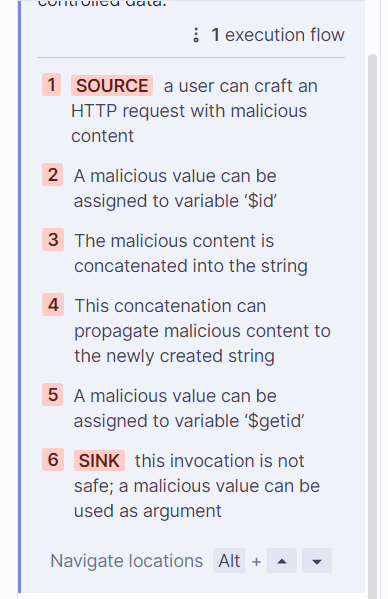 controlled data.
1 execution flow
1 SOURCE a user can craft an
HTTP request with malicious
content
2 A malicious value can be
assigned to variable ‘$id’
3 The malicious content is
concatenated into the string
4 This concatenation can
propagate malicious content to
the newly created string
5 A malicious value can be
assigned to variable ‘$getid’
6 SINK this invocation is not
safe; a malicious value can be
used as argument
Navigate locations Alt +